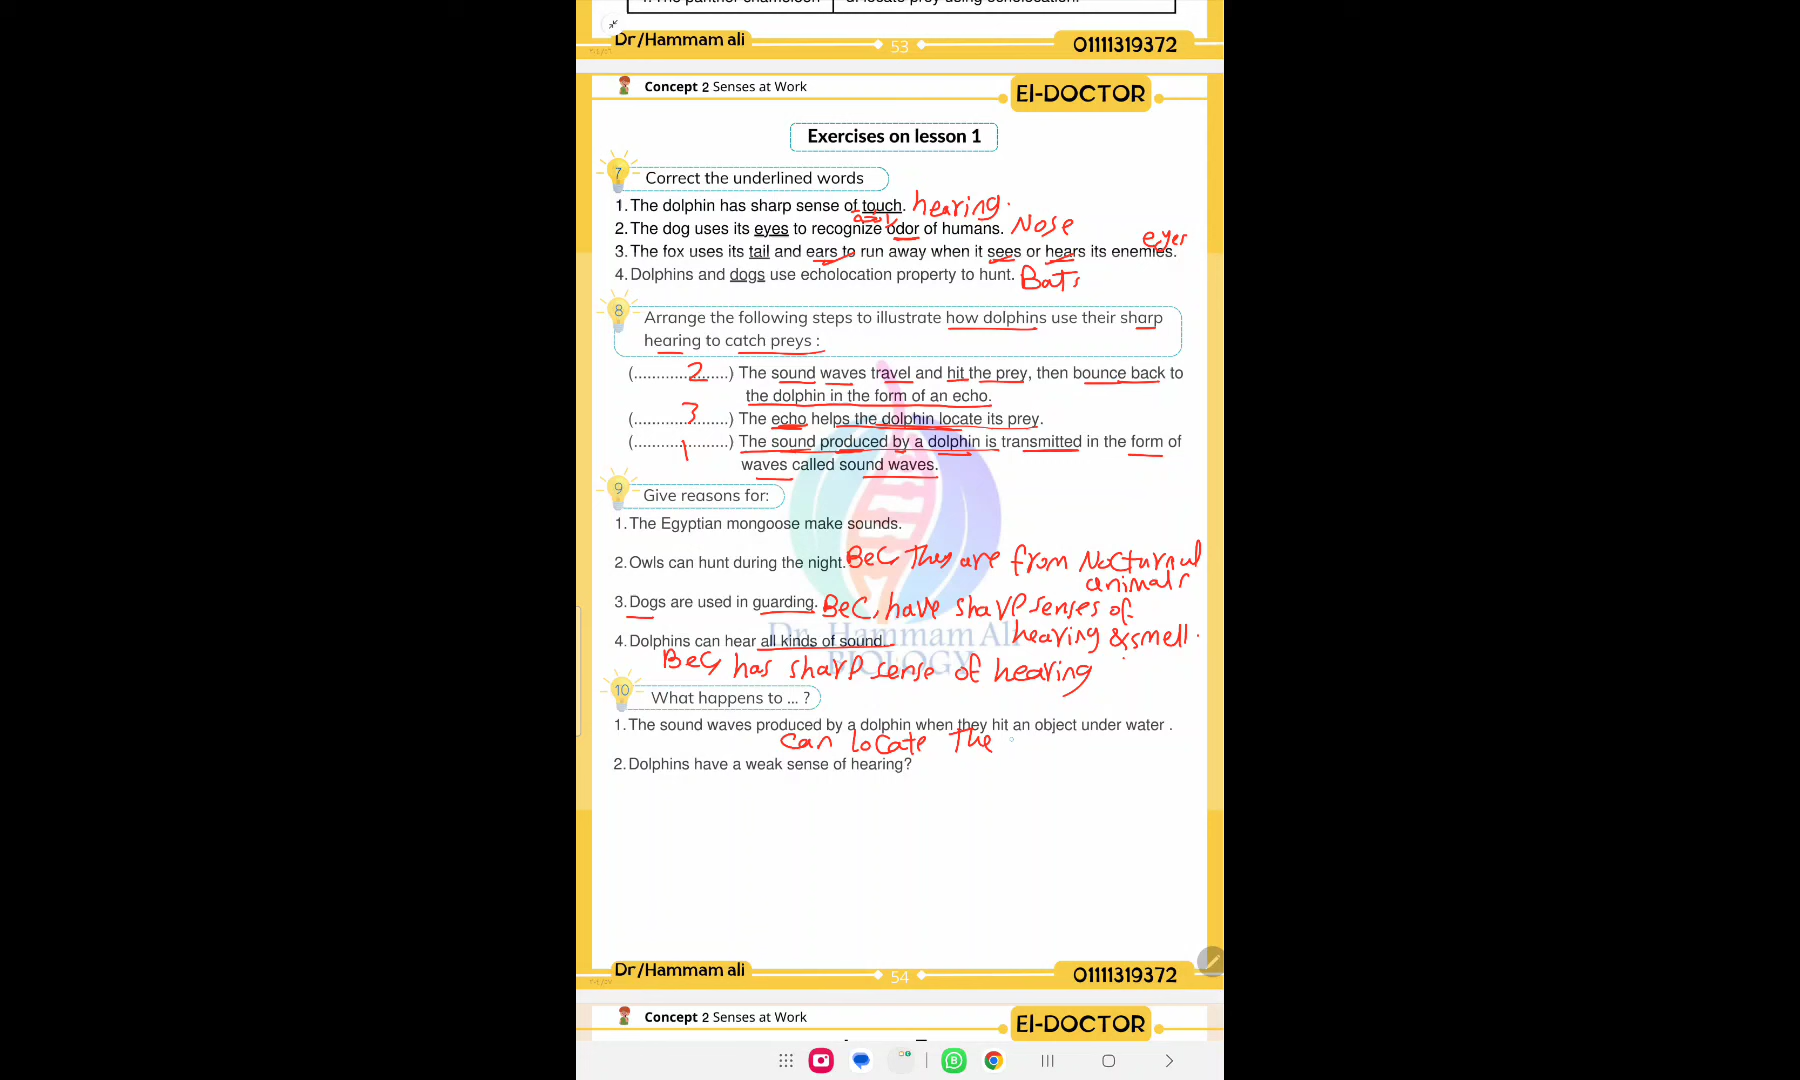 Dr/Hammam ali 53 01111319372
Concept 2 Senses at Work El-DOCTOR
Exercises on lesson 1
7 Correct the underlined words
1. The dolphin has sharp sense of touch. hearing.
2. The dog uses its eyes to recognize odor of humans. Nose
eyes
3. The fox uses its tail and ears to run away when it sees or hears its enemies.
4. Dolphins and dogs use echolocation property to hunt. Bats
8 Arrange the following steps to illustrate how dolphins use their sharp
hearing to catch preys :
(.............2.......) The sound waves travel and hit the prey, then bounce back to
the dolphin in the form of an echo.
(............3.........) The echo helps the dolphin locate its prey.
(...........1..........) The sound produced by a dolphin is transmitted in the form of
waves called sound waves.
9 Give reasons for:
1. The Egyptian mongoose make sounds.
2. Owls can hunt during the night. BeC They are from Nocturnal
animals
3. Dogs are used in guarding. BeC, have sharp senses of
Dr. Hammam Ali
hearing & smell.
4. Dolphins can hear all kinds of sound.
BIOLOGY
BeC, has sharp sense of hearing
10 What happens to ... ?
1. The sound waves produced by a dolphin when they hit an object under water .
can locate The
2. Dolphins have a weak sense of hearing?
Dr/Hammam ali 54 01111319372
Concept 2 Senses at Work El-DOCTOR